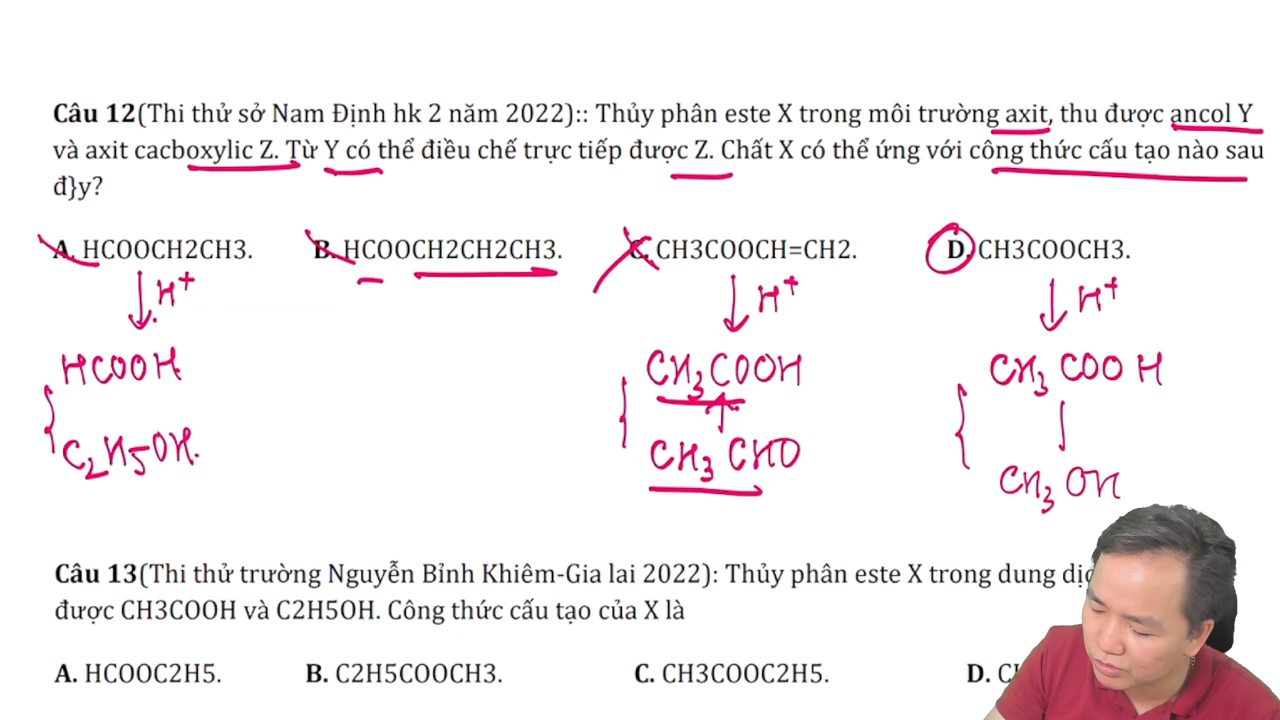 Câu 12(Thi thử sở Nam Định hk 2 năm 2022):: Thủy phân este X trong môi trường axit, thu được ancol Y
và axit cacboxylic Z. Từ Y có thể điều chế trực tiếp được Z. Chất X có thể ứng với công thức cấu tạo nào sau
đ}y?
A. HCOOCH2CH3. B. HCOOCH2CH2CH3. C. CH3COOCH=CH2. D. CH3COOCH3.
H+ H+ H+
HCOOH CH3COOH CH3COOH
C2H5OH. CH3CHO CH3OH
Câu 13(Thi thử trường Nguyễn Bỉnh Khiêm-Gia lai 2022): Thủy phân este X trong dung
được CH3COOH và C2H5OH. Công thức cấu tạo của X là
A. HCOOC2H5. B. C2H5COOCH3. C. CH3COOC2H5. D.